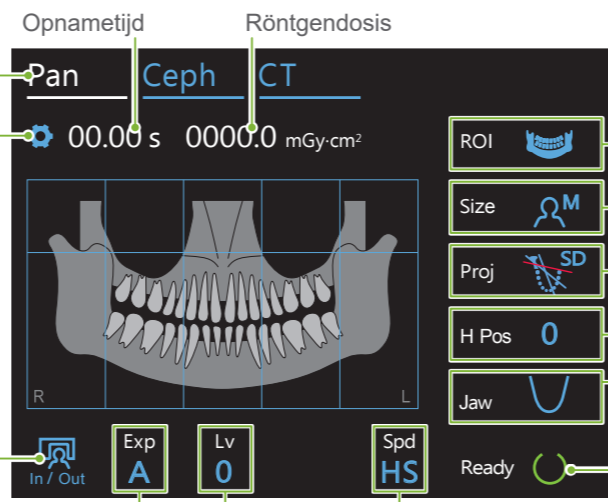 Opnametijd Röntgendosis
Pan Ceph CT
00.00 s 0000.0 mGy·cm²
ROI
Size M
Proj SD
H Pos 0
R L
Jaw
In / Out
Exp
A
Lv
0
Spd
HS
Ready